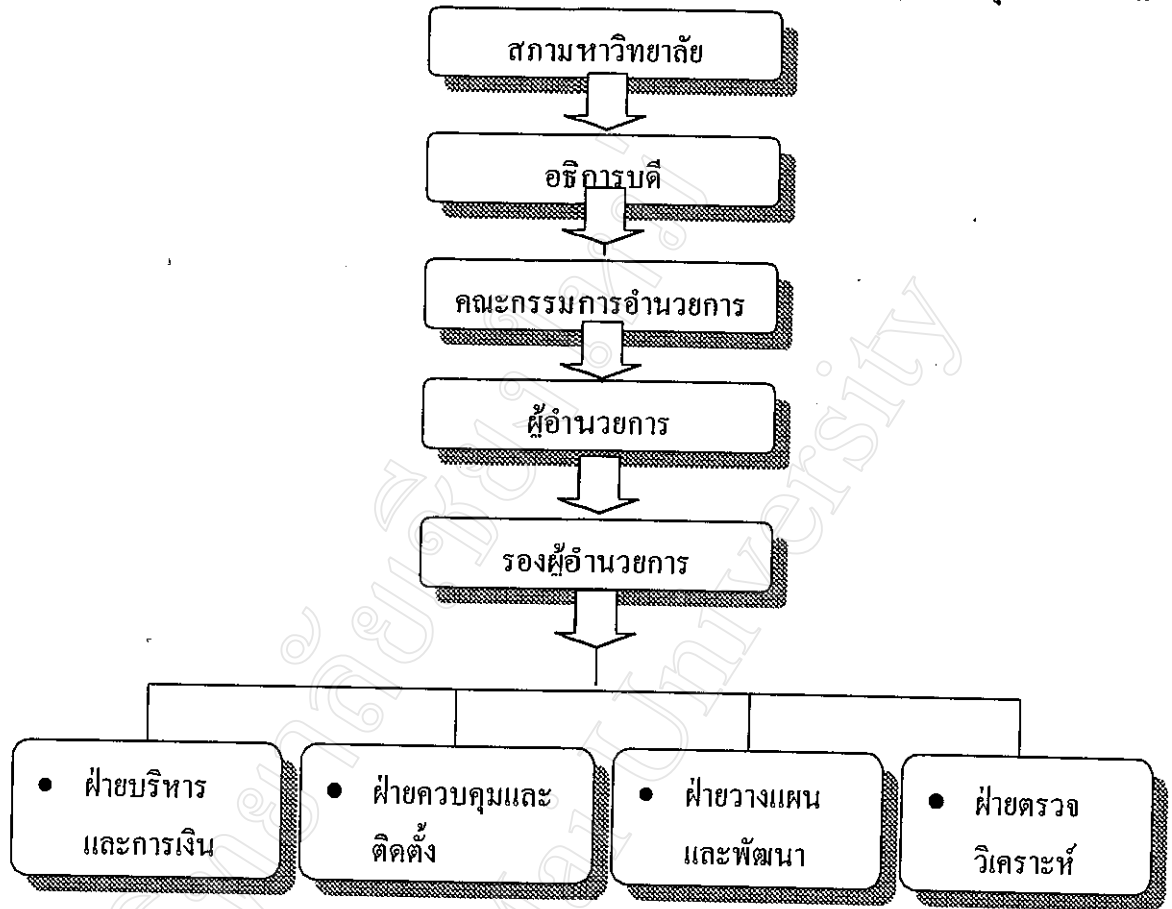 สภามหาวิทยาลัย
อธิการบดี
คณะกรรมการอำนวยการ
ผู้อำนวยการ
รองผู้อำนวยการ
● ฝ่ายบริหาร
และการเงิน
● ฝ่ายควบคุมและ
ติดตั้ง
● ฝ่ายวางแผน
และพัฒนา
● ฝ่ายตรวจ
วิเคราะห์
University